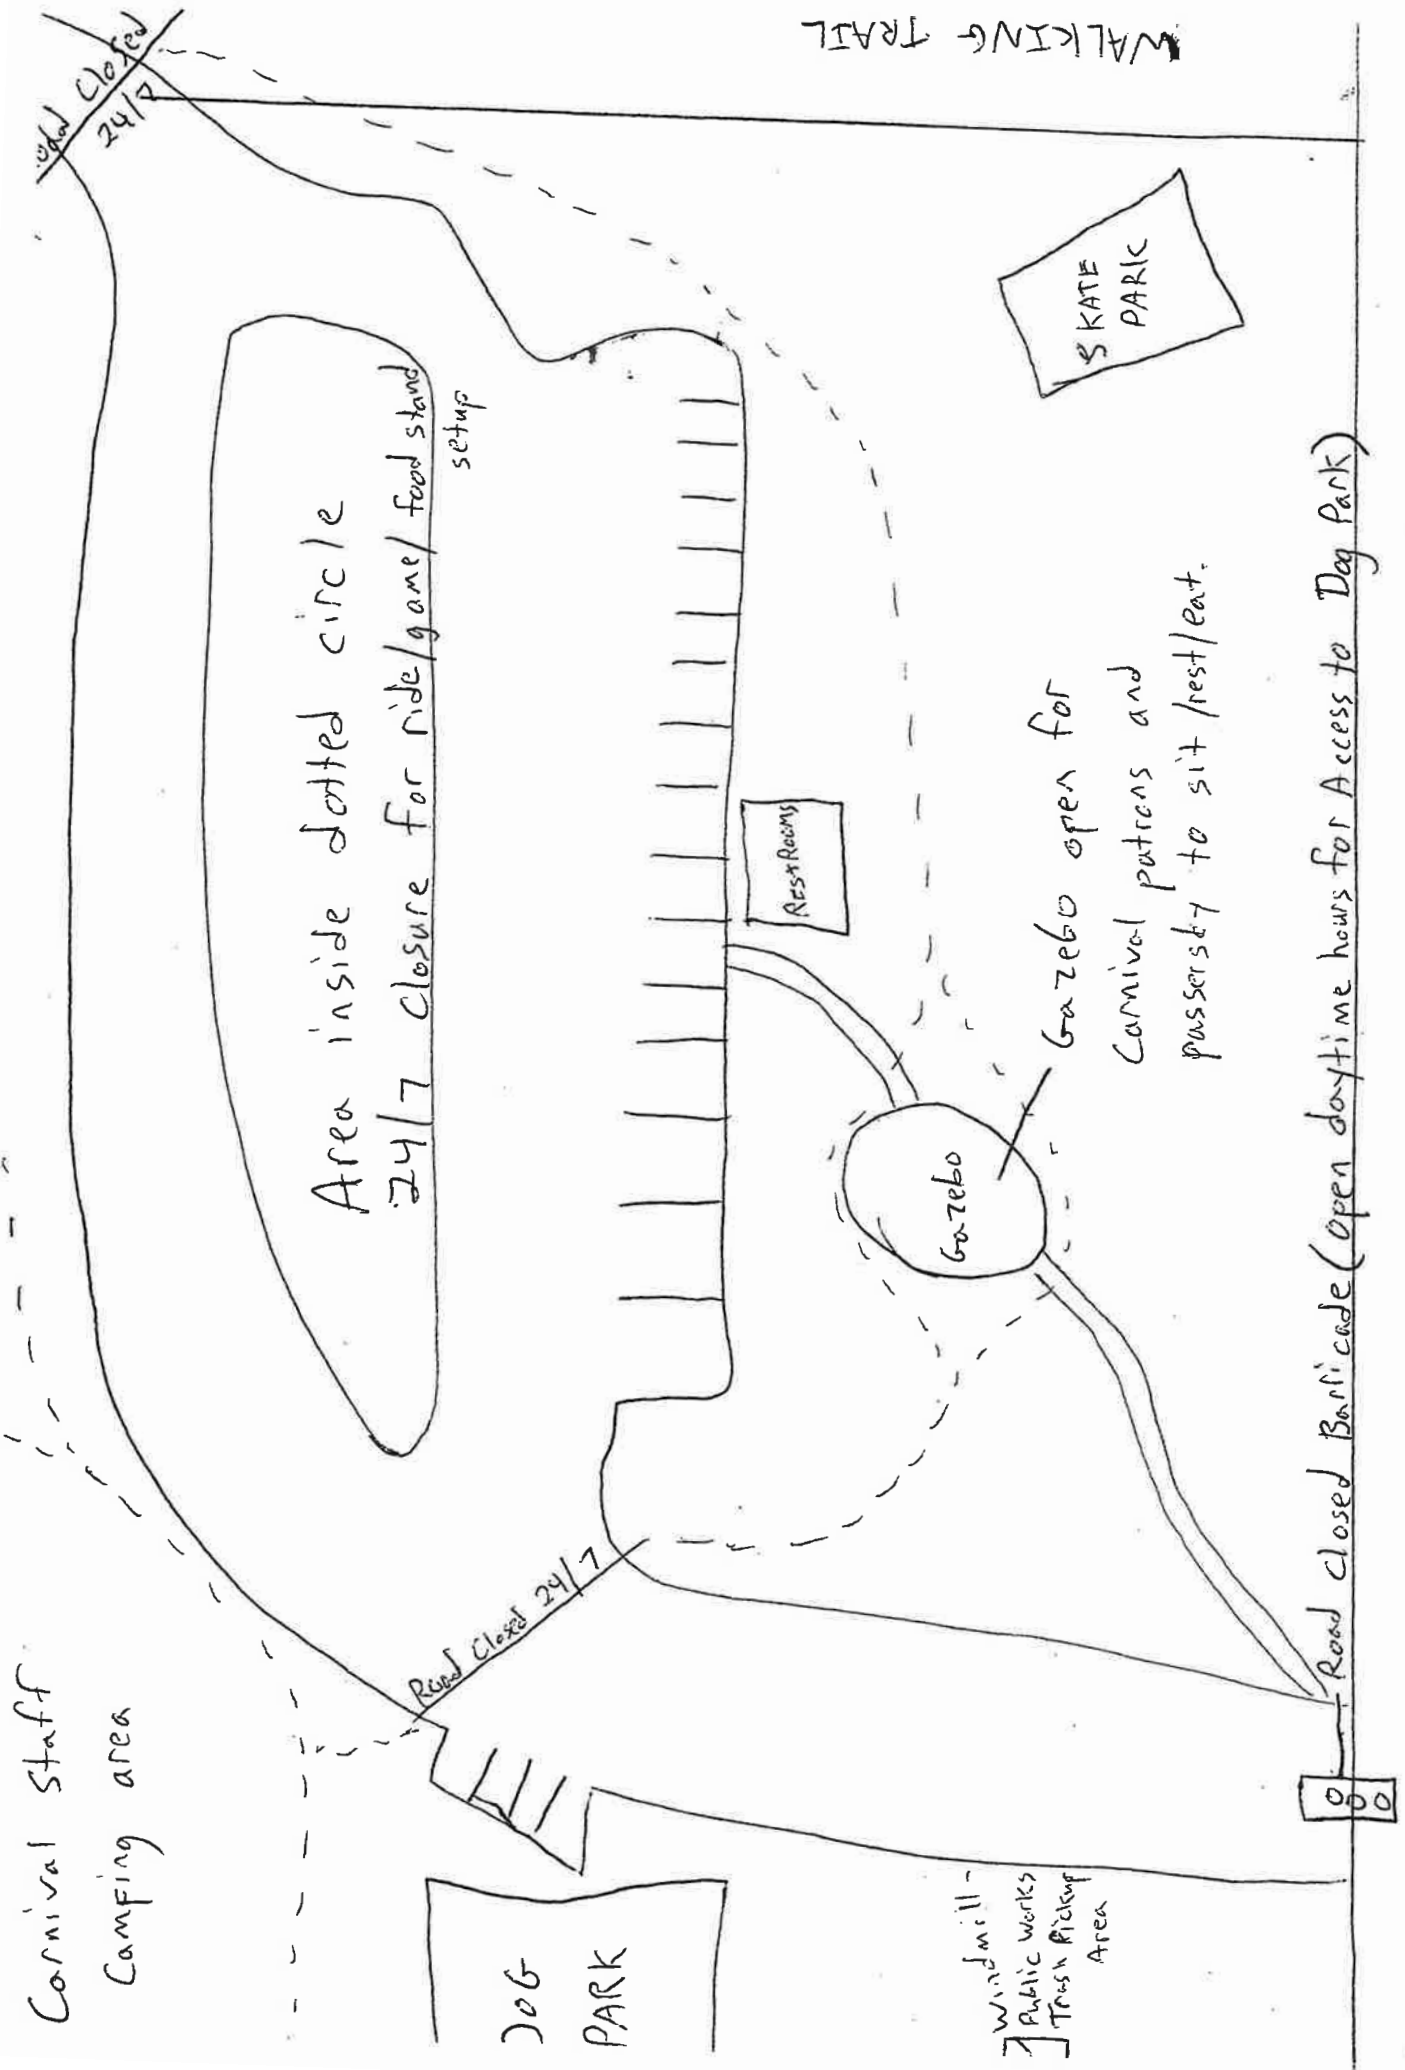 Carnival Staff
Camping area
DOG
PARK
Windmill -
Public Works
Trash Pickup
Area
Road Closed 24/7
Area inside dotted circle
24/7 Closure for ride/game/food stand
setup
Closed
24/7
RestRooms
Gazebo
Gazebo open for
Carnival patrons and
passersby to sit/rest/eat.
SKATE
PARK
WALKING TRAIL
Road Closed Barricade (open daytime hours for Access to Dog Park)